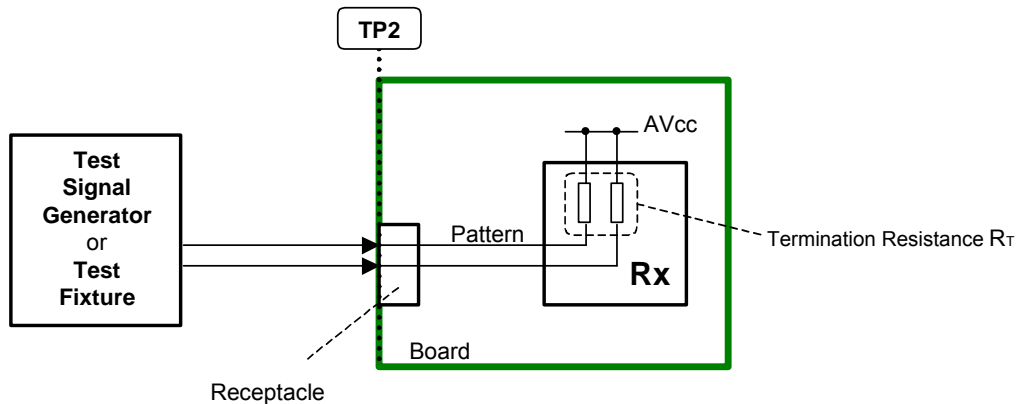 TP2
AVcc
Test
Signal
Generator
or
Test
Fixture
Pattern
Termination Resistance RT
Rx
Board
Receptacle